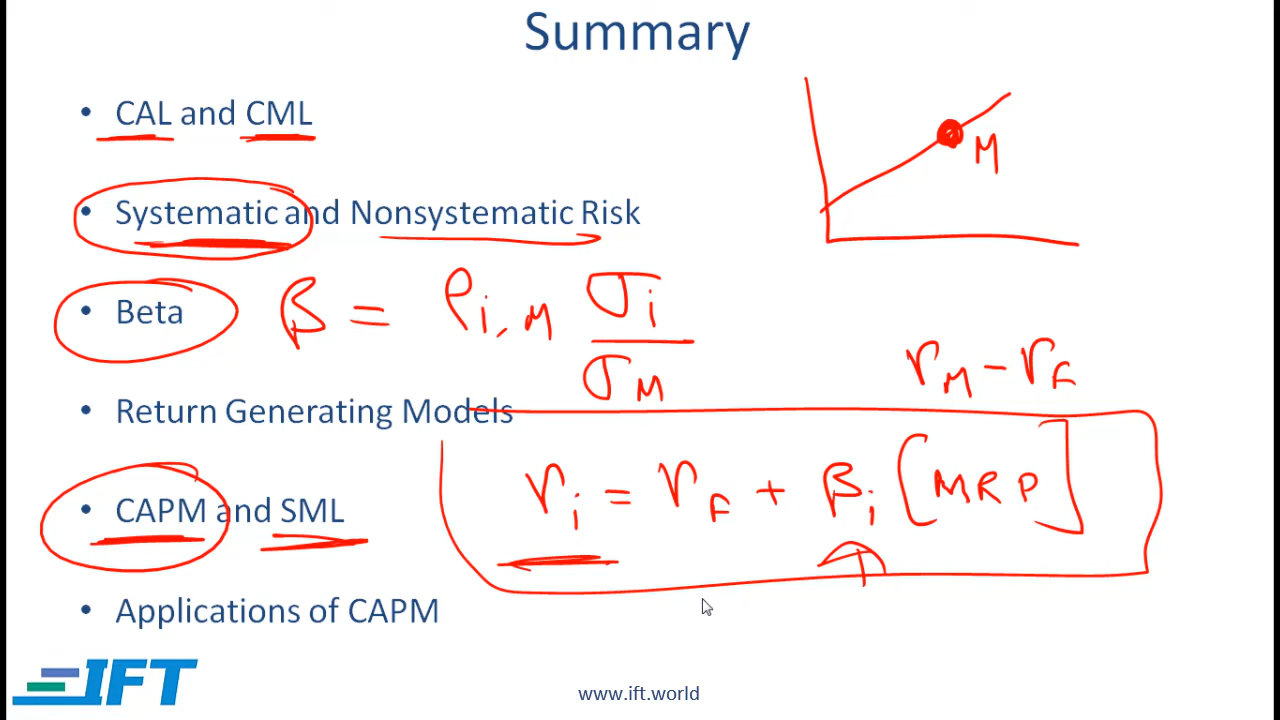 Summary
• CAL and CML
M
• Systematic and Nonsystematic Risk
• Beta β = ρi,M σi / σM
rM − rF
• Return Generating Models
ri = rF + βi [MRP]
• CAPM and SML
• Applications of CAPM
IFT
www.ift.world